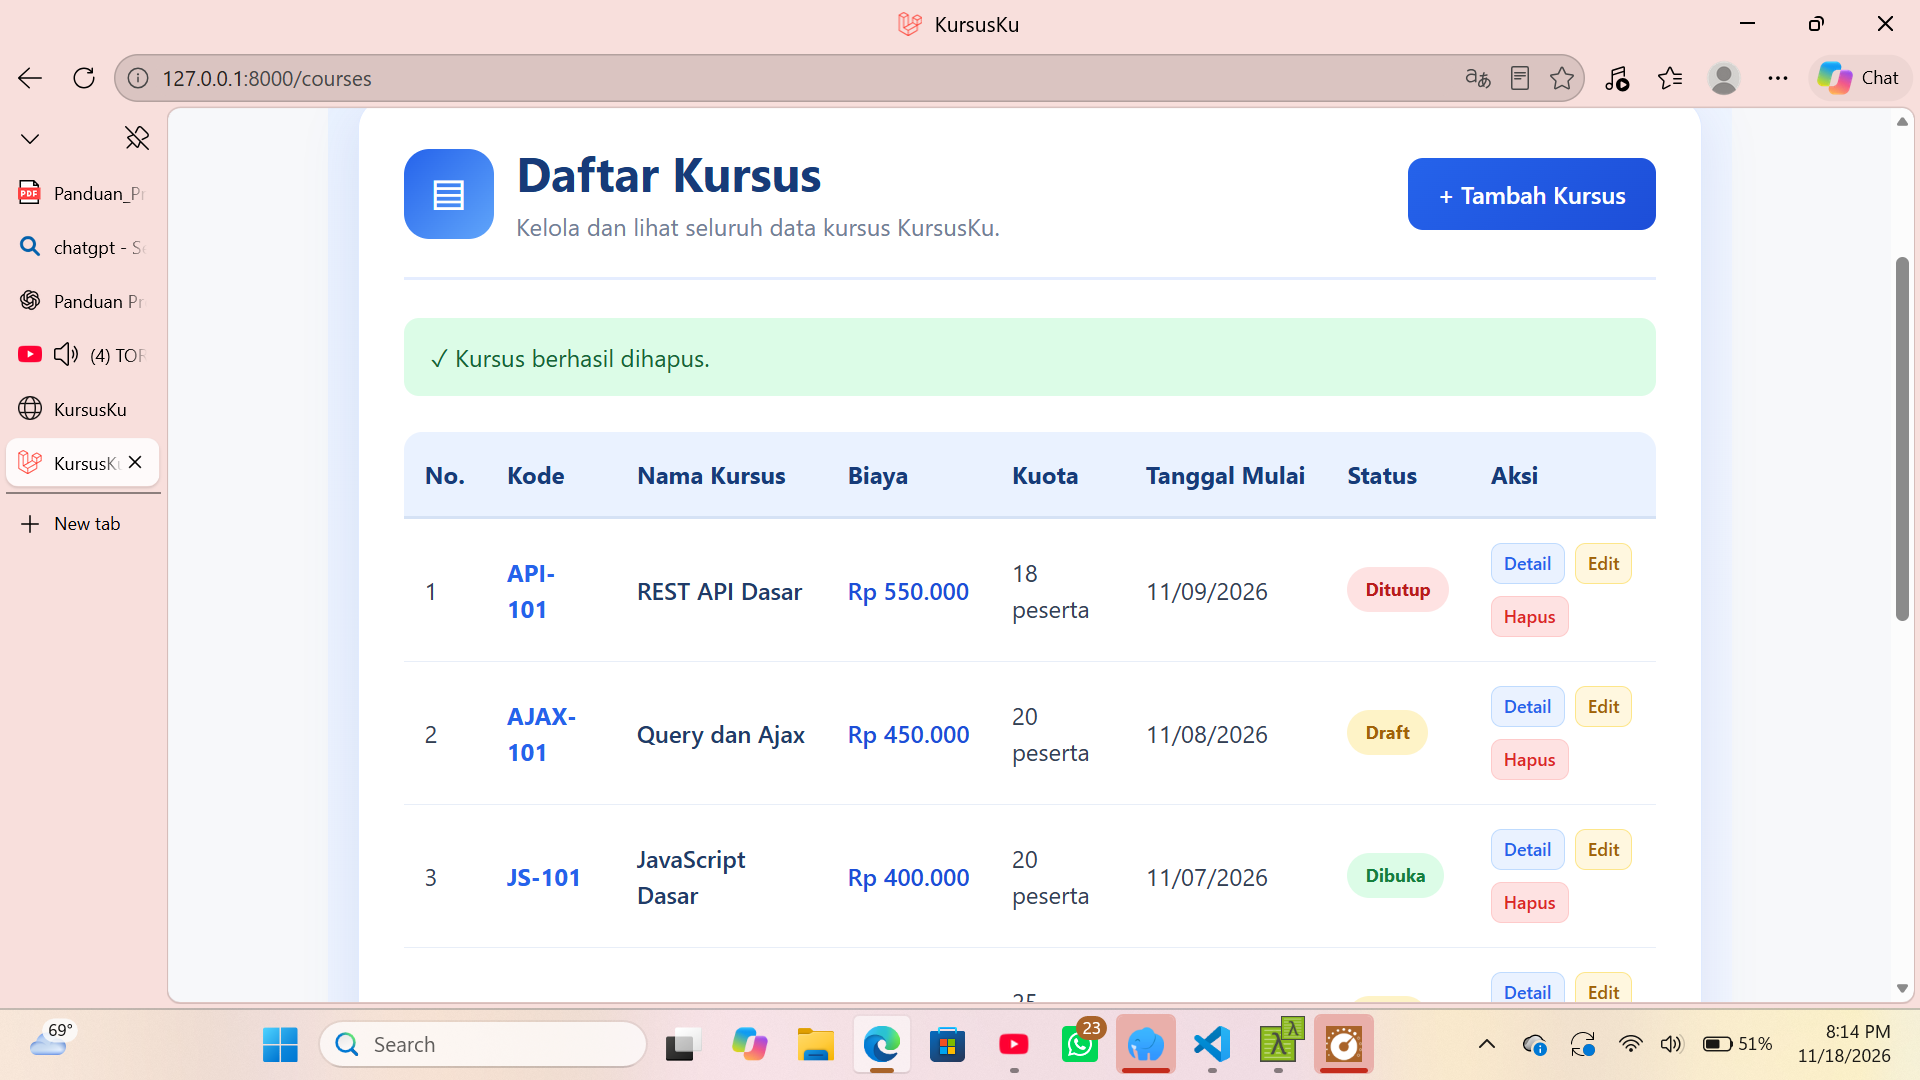 KursusKu
127.0.0.1:8000/courses
Chat
Panduan_Pr
chatgpt - Se
Panduan Pr
(4) TOR
KursusKu
KursusKu
New tab
Daftar Kursus
Kelola dan lihat seluruh data kursus KursusKu.
+ Tambah Kursus
✓ Kursus berhasil dihapus.
No. Kode Nama Kursus Biaya Kuota Tanggal Mulai Status Aksi
1 API-101 REST API Dasar Rp 550.000 18 peserta 11/09/2026 Ditutup Detail Edit Hapus
2 AJAX-101 Query dan Ajax Rp 450.000 20 peserta 11/08/2026 Draft Detail Edit Hapus
3 JS-101 JavaScript Dasar Rp 400.000 20 peserta 11/07/2026 Dibuka Detail Edit Hapus
25 Detail Edit
69°
Search
23
51%
8:14 PM
11/18/2026